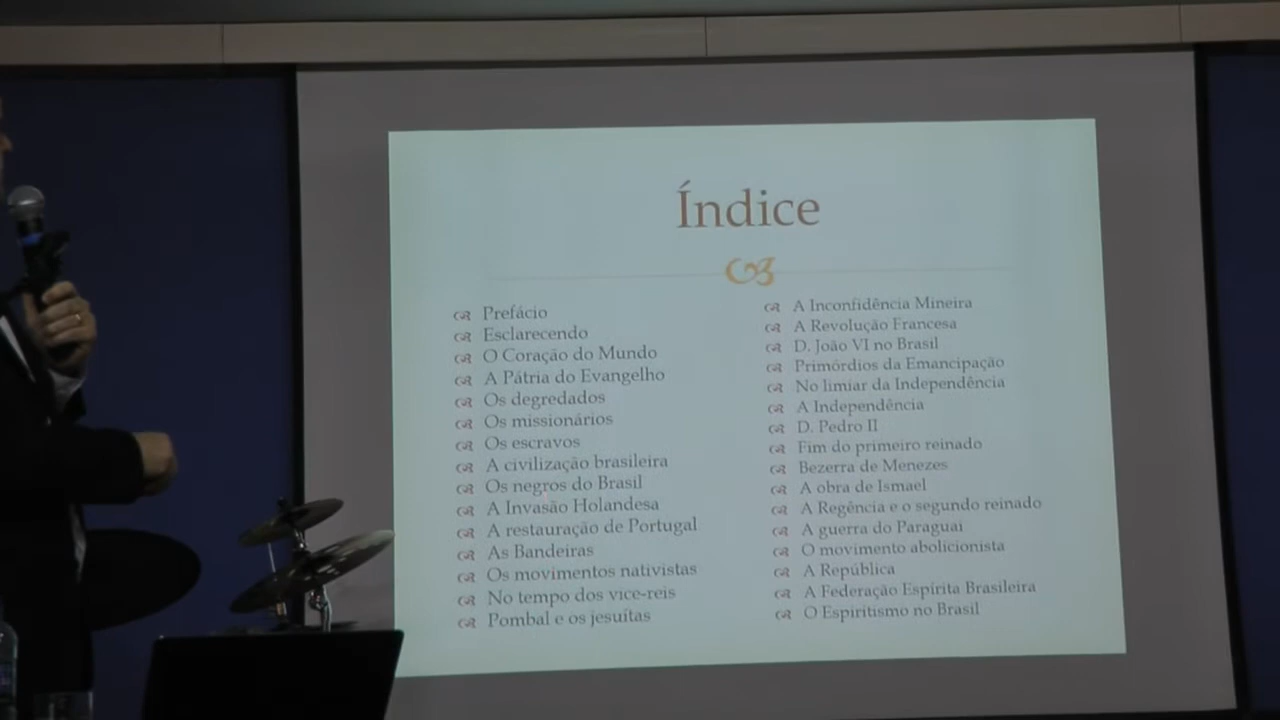 Índice
Prefácio
Esclarecendo
O Coração do Mundo
A Pátria do Evangelho
Os degredados
Os missionários
Os escravos
A civilização brasileira
Os negros do Brasil
A Invasão Holandesa
A restauração de Portugal
As Bandeiras
Os movimentos nativistas
No tempo dos vice-reis
Pombal e os jesuítas
A Inconfidência Mineira
A Revolução Francesa
D. João VI no Brasil
Primórdios da Emancipação
No limiar da Independência
A Independência
D. Pedro II
Fim do primeiro reinado
Bezerra de Menezes
A obra de Ismael
A Regência e o segundo reinado
A guerra do Paraguai
O movimento abolicionista
A República
A Federação Espírita Brasileira
O Espiritismo no Brasil